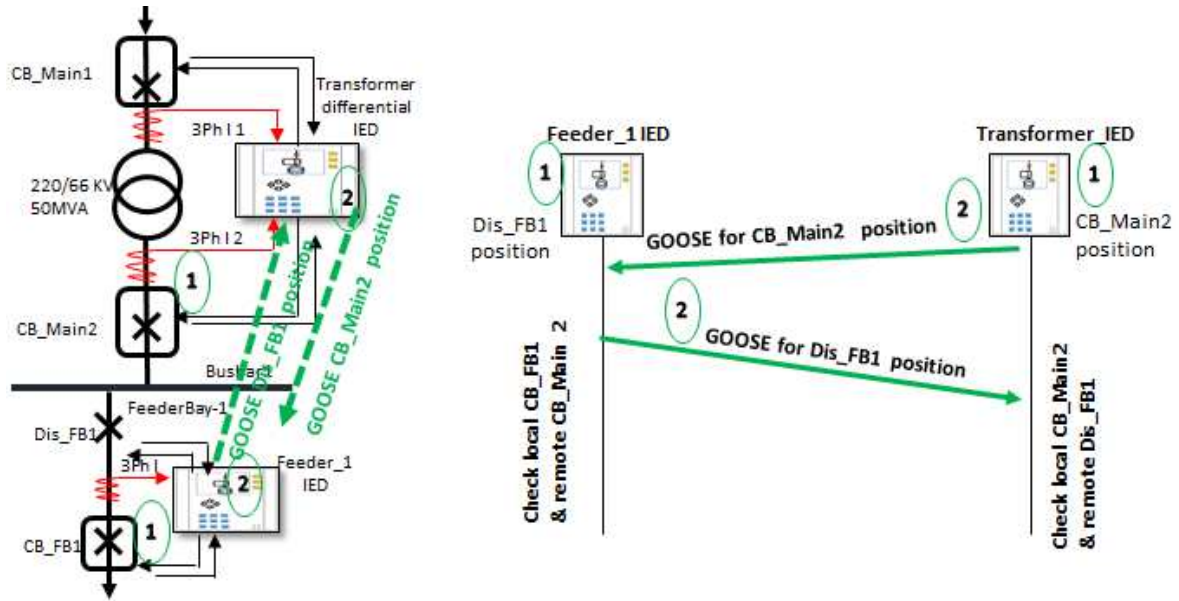 CB_Main1
Transformer
differential
IED
3Ph I 1
220/66 KV
50MVA
2
3Ph I 2
1
CB_Main2
GOOSE Dis_FB1 position
GOOSE CB_Main2 position
Busbar1
FeederBay-1
Dis_FB1
3Ph I
Feeder_1
IED
2
1
CB_FB1
Feeder_1 IED
Transformer_IED
1
1
2
Dis_FB1
position
CB_Main2
position
GOOSE for CB_Main2 position
2
GOOSE for Dis_FB1 position
Check local CB_FB1
& remote CB_Main 2
Check local CB_Main2
& remote Dis_FB1